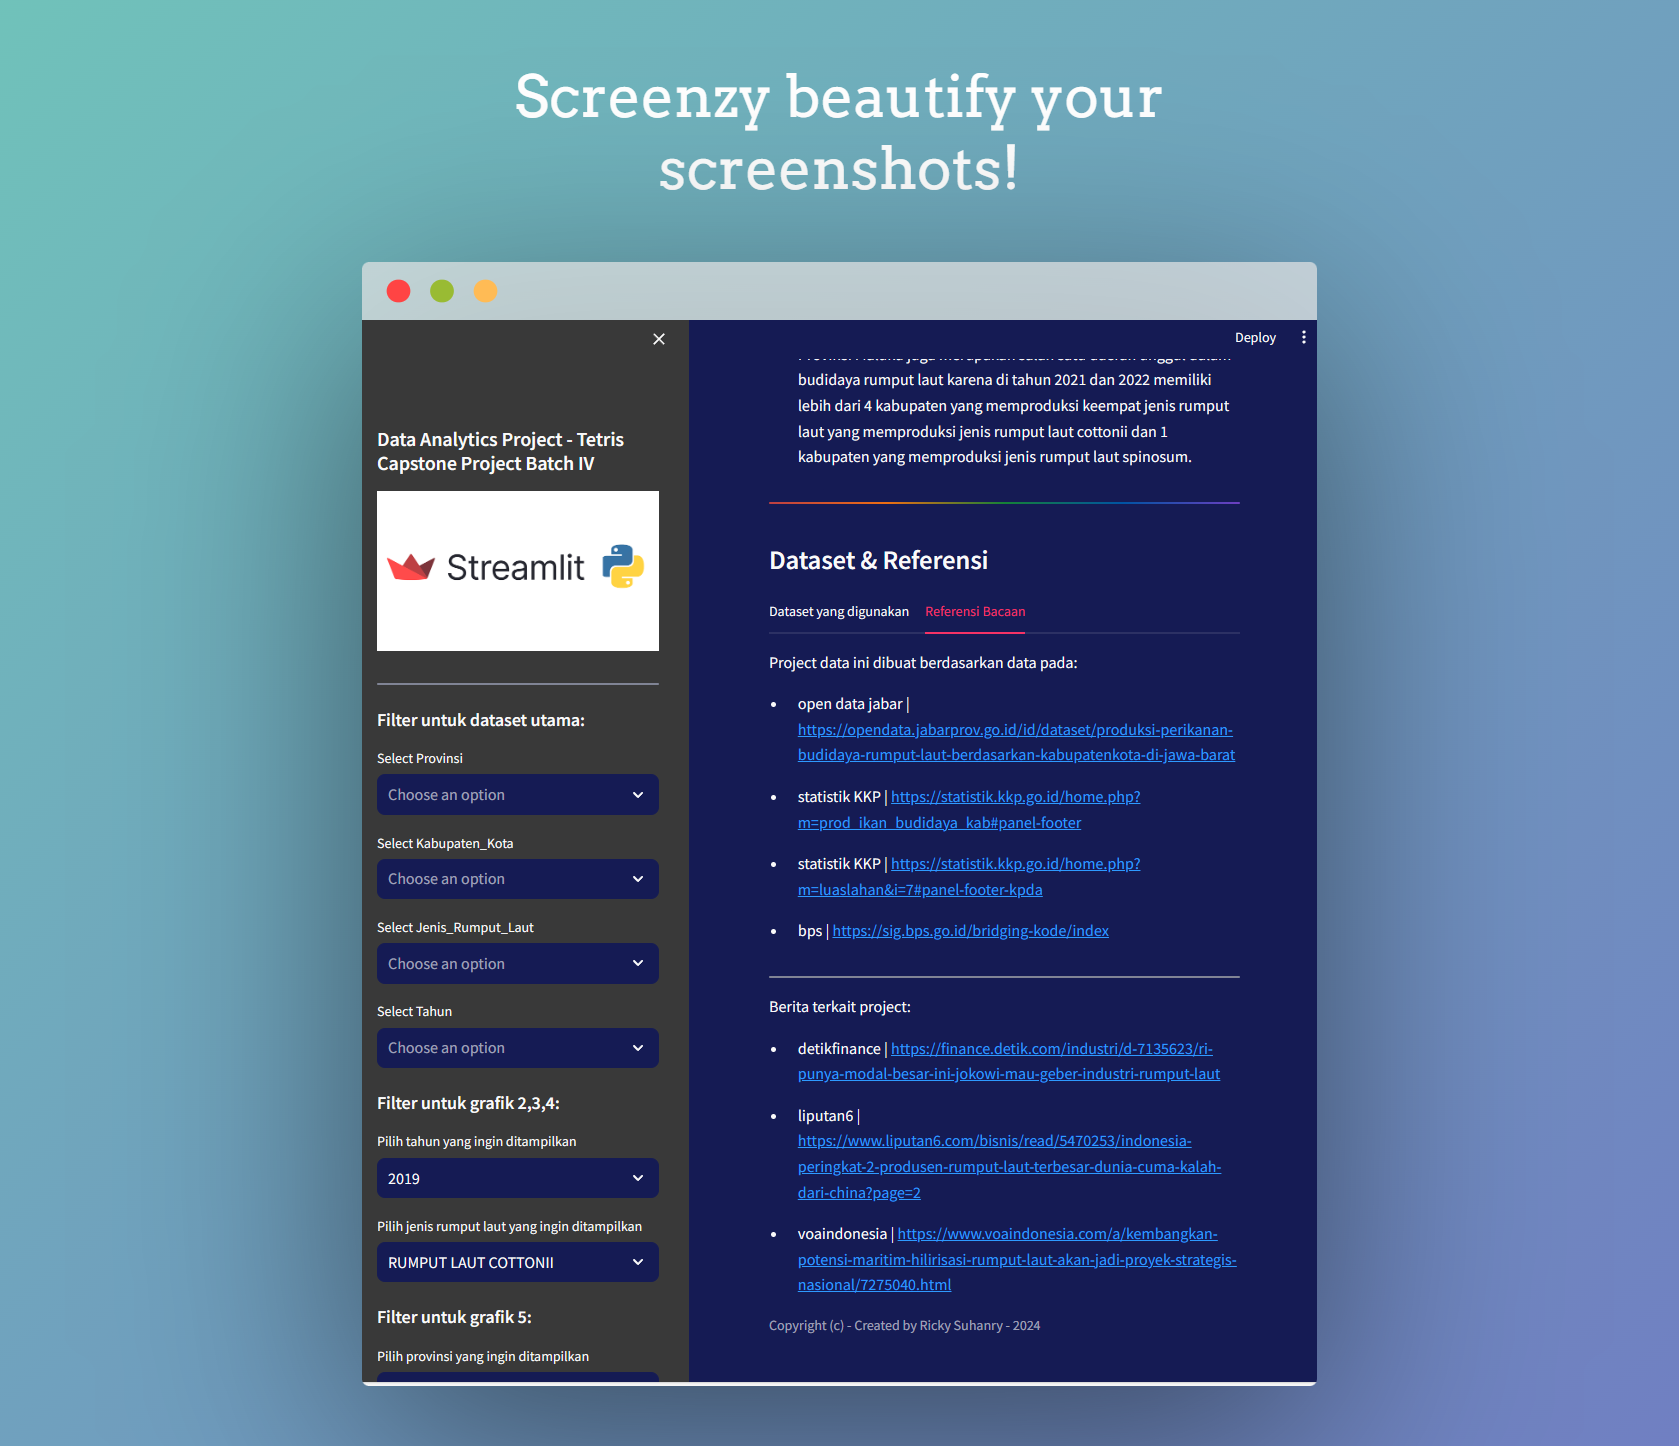 Screenzy beautify your
screenshots!
Deploy
Data Analytics Project - Tetris
Capstone Project Batch IV
Streamlit
Filter untuk dataset utama:
Select Provinsi
Choose an option
Select Kabupaten_Kota
Choose an option
Select Jenis_Rumput_Laut
Choose an option
Select Tahun
Choose an option
Filter untuk grafik 2,3,4:
Pilih tahun yang ingin ditampilkan
2019
Pilih jenis rumput laut yang ingin ditampilkan
RUMPUT LAUT COTTONII
Filter untuk grafik 5:
Pilih provinsi yang ingin ditampilkan
budidaya rumput laut karena di tahun 2021 dan 2022 memiliki
lebih dari 4 kabupaten yang memproduksi keempat jenis rumput
laut yang memproduksi jenis rumput laut cottonii dan 1
kabupaten yang memproduksi jenis rumput laut spinosum.
Dataset & Referensi
Dataset yang digunakan Referensi Bacaan
Project data ini dibuat berdasarkan data pada:
• open data jabar |
https://opendata.jabarprov.go.id/id/dataset/produksi-perikanan-
budidaya-rumput-laut-berdasarkan-kabupatenkota-di-jawa-barat
• statistik KKP | https://statistik.kkp.go.id/home.php?
m=prod_ikan_budidaya_kab#panel-footer
• statistik KKP | https://statistik.kkp.go.id/home.php?
m=luaslahan&i=7#panel-footer-kpda
• bps | https://sig.bps.go.id/bridging-kode/index
Berita terkait project:
• detikfinance | https://finance.detik.com/industri/d-7135623/ri-
punya-modal-besar-ini-jokowi-mau-geber-industri-rumput-laut
• liputan6 |
https://www.liputan6.com/bisnis/read/5470253/indonesia-
peringkat-2-produsen-rumput-laut-terbesar-dunia-cuma-kalah-
dari-china?page=2
• voaindonesia | https://www.voaindonesia.com/a/kembangkan-
potensi-maritim-hilirisasi-rumput-laut-akan-jadi-proyek-strategis-
nasional/7275040.html
Copyright (c) - Created by Ricky Suhanry - 2024